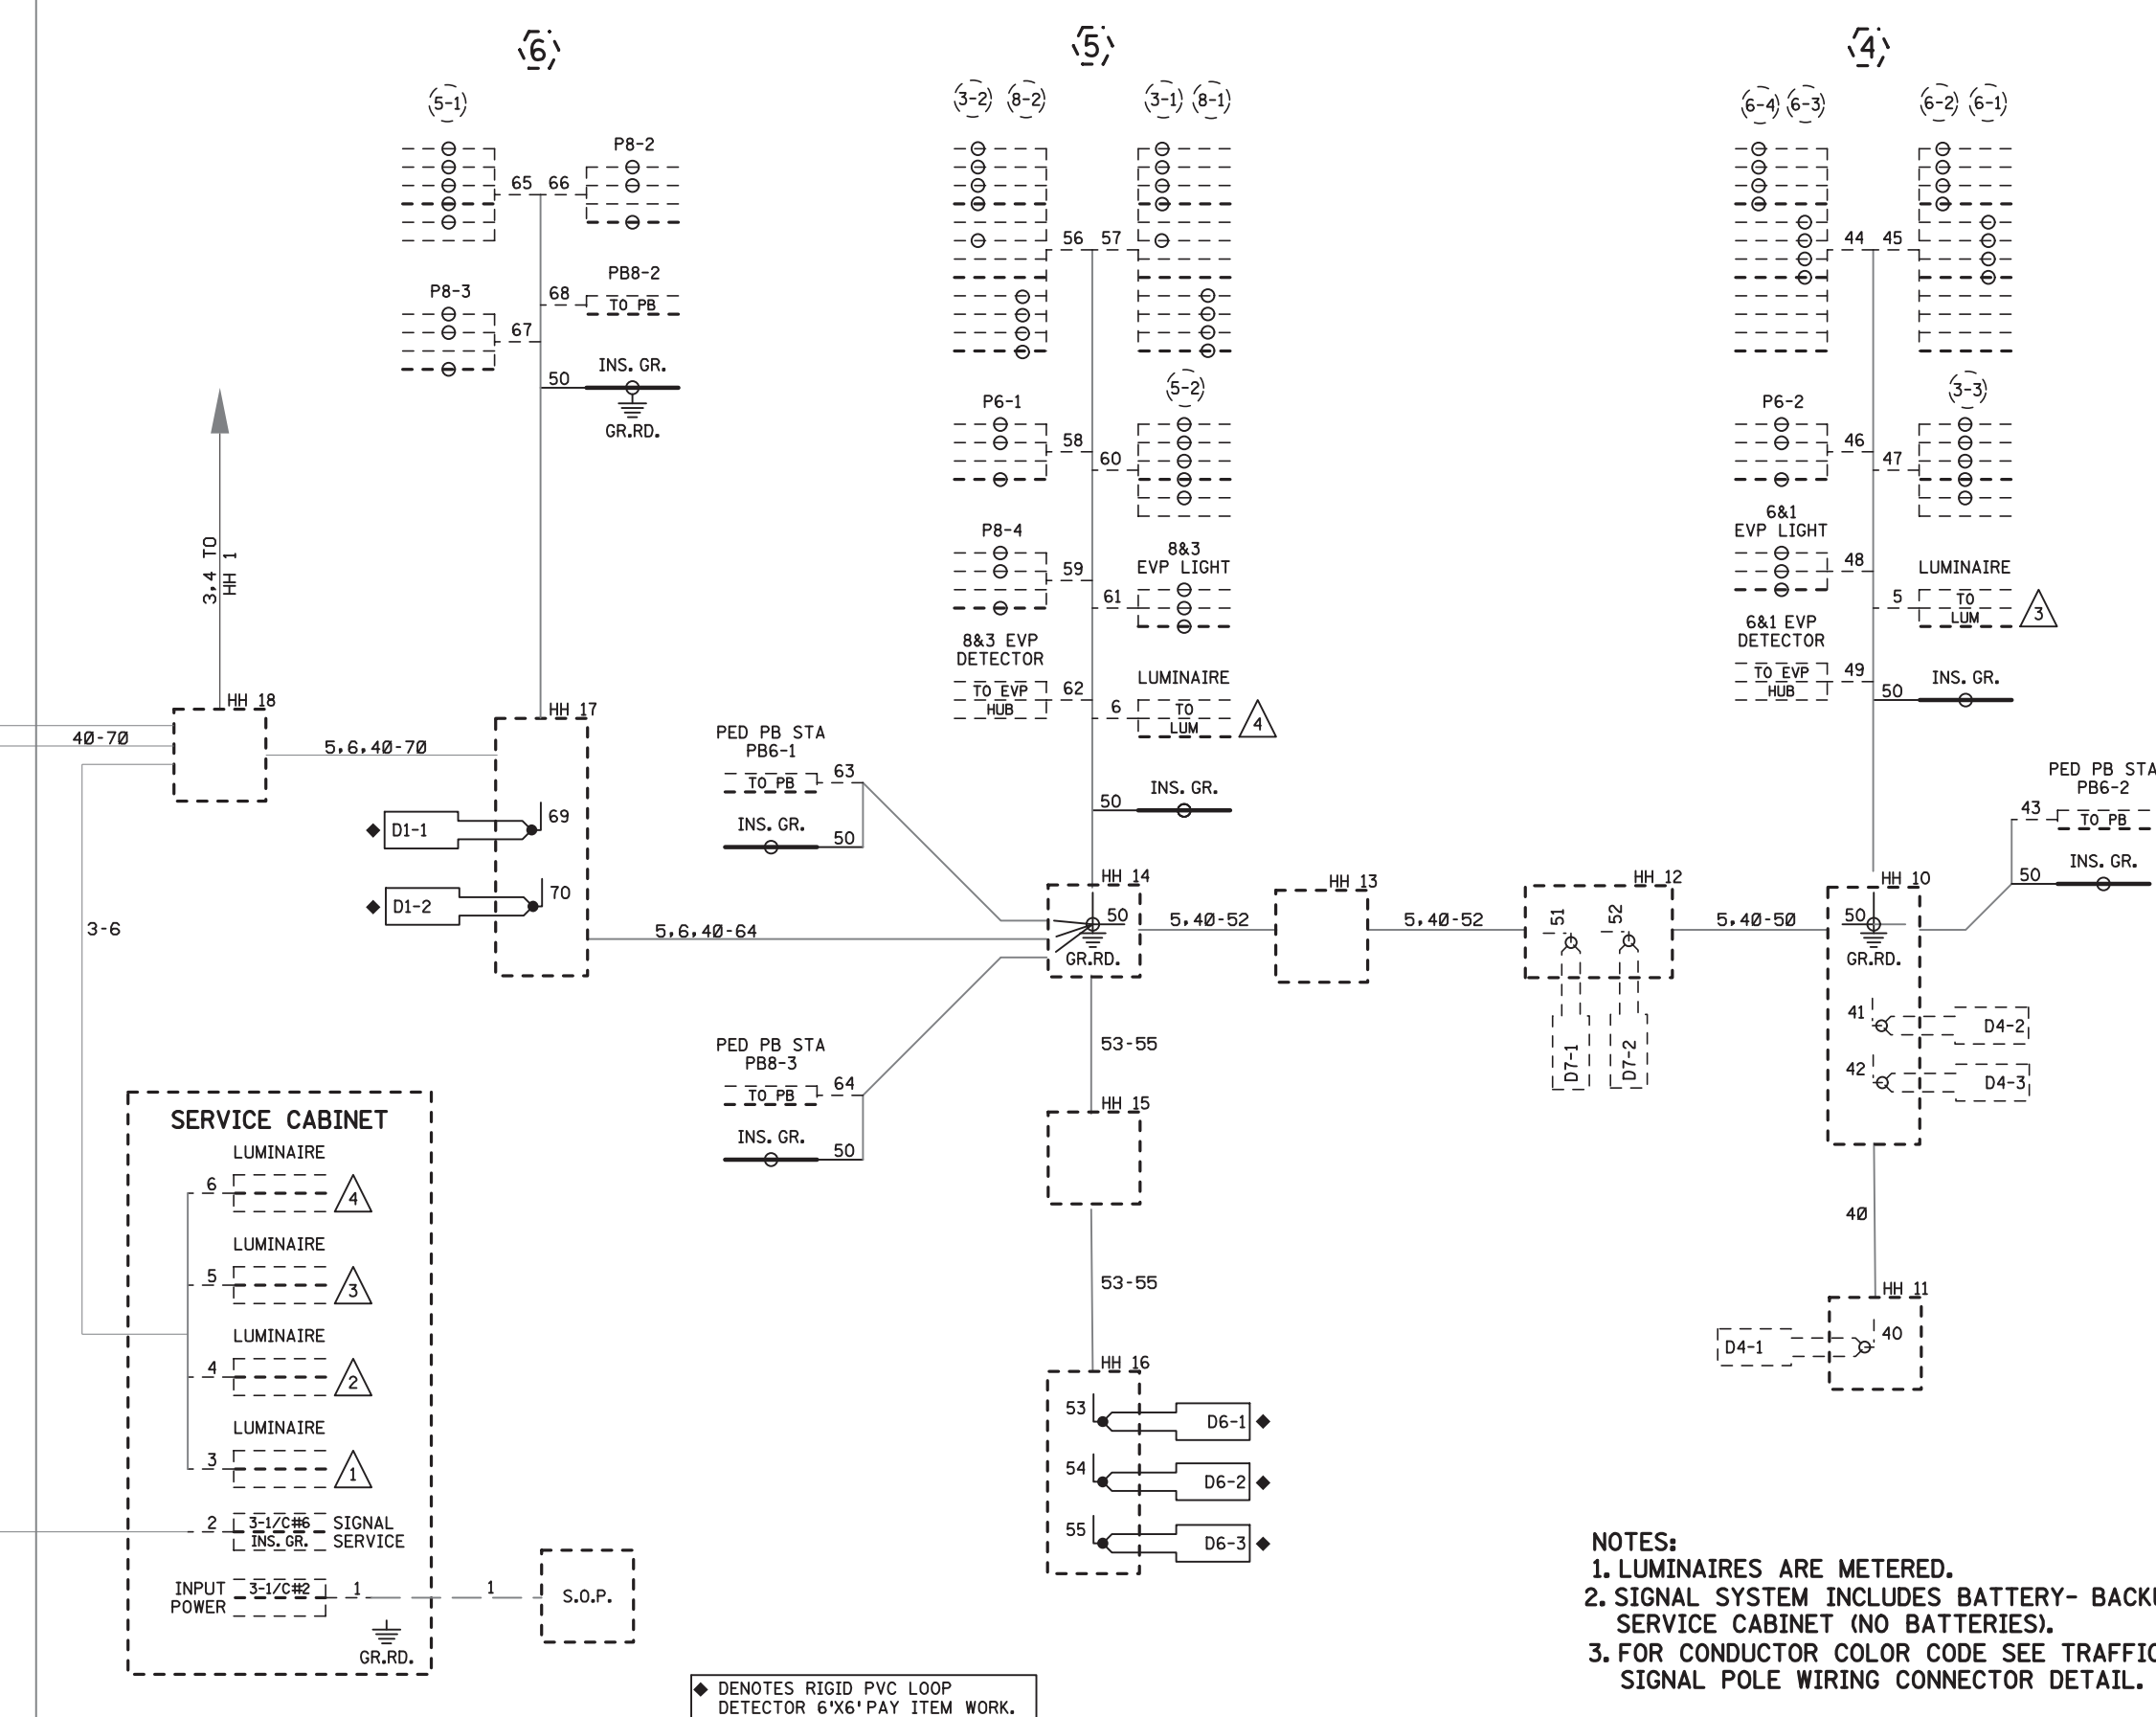 6
5
4
5-1
3-2
8-2
3-1
8-1
6-4
6-3
6-2
6-1
P8-2
65
66
56
57
44
45
PB8-2
68
TO PB
P8-3
67
INS. GR.
50
GR.RD.
5-2
3-3
P6-1
58
60
P6-2
46
47
6&1
EVP LIGHT
48
P8-4
59
8&3
EVP LIGHT
61
LUMINAIRE
5
TO
LUM
3
6&1 EVP
DETECTOR
TO EVP
HUB
49
8&3 EVP
DETECTOR
TO EVP
HUB
62
LUMINAIRE
6
TO
LUM
4
INS. GR.
50
3,4 TO
HH 1
HH 18
HH 17
40-70
5,6,40-70
PED PB STA
PB6-1
63
TO PB
INS. GR.
50
INS. GR.
50
PED PB STA
PB6-2
43
TO PB
INS. GR.
50
D1-1
69
D1-2
70
3-6
5,6,40-64
HH 14
50
GR.RD.
5,40-52
HH 13
5,40-52
HH 12
51
52
D7-1
D7-2
5,40-50
HH 10
50
GR.RD.
41
D4-2
42
D4-3
PED PB STA
PB8-3
64
TO PB
INS. GR.
50
53-55
HH 15
53-55
HH 16
53
D6-1
54
D6-2
55
D6-3
40
HH 11
D4-1
40
SERVICE CABINET
LUMINAIRE
6
4
LUMINAIRE
5
3
LUMINAIRE
4
2
LUMINAIRE
3
1
2
3-1/C#6
INS. GR.
SIGNAL
SERVICE
INPUT
POWER
3-1/C#2
1
1
S.O.P.
GR.RD.
◆ DENOTES RIGID PVC LOOP
DETECTOR 6'X6' PAY ITEM WORK.
NOTES:
1. LUMINAIRES ARE METERED.
2. SIGNAL SYSTEM INCLUDES BATTERY-
SERVICE CABINET (NO BATTERIES).
3. FOR CONDUCTOR COLOR CODE SEE
SIGNAL POLE WIRING CONNECTOR DETAIL.